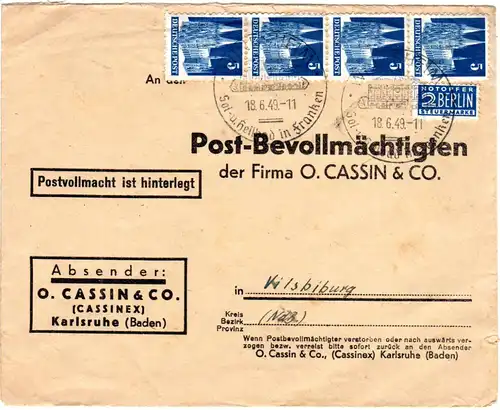 DEUTSCHE POST 5 DEUTSCHE POST 5 DEUTSCHE POST 5 DEUTSCHE POST 5
NOTOPFER
2 BERLIN
STEUERMARKE
An den
18.6.49.-11
18.6.49.-11
Sol- u. Heilbad in Franken
Post-Bevollmächtigten
der Firma O. CASSIN & CO.
Postvollmacht ist hinterlegt
Absender:
O. CASSIN & CO.
(CASSINEX)
Karlsruhe (Baden)
in Vilsbiburg
Kreis
Bezirk (Ndb.)
Provinz
Wenn Postbevollmächtigter verstorben oder nach auswärts ver-
zogen bezw. verreist bitte sofort zurück an den Absender
O. Cassin & Co., (Cassinex) Karlsruhe (Baden)